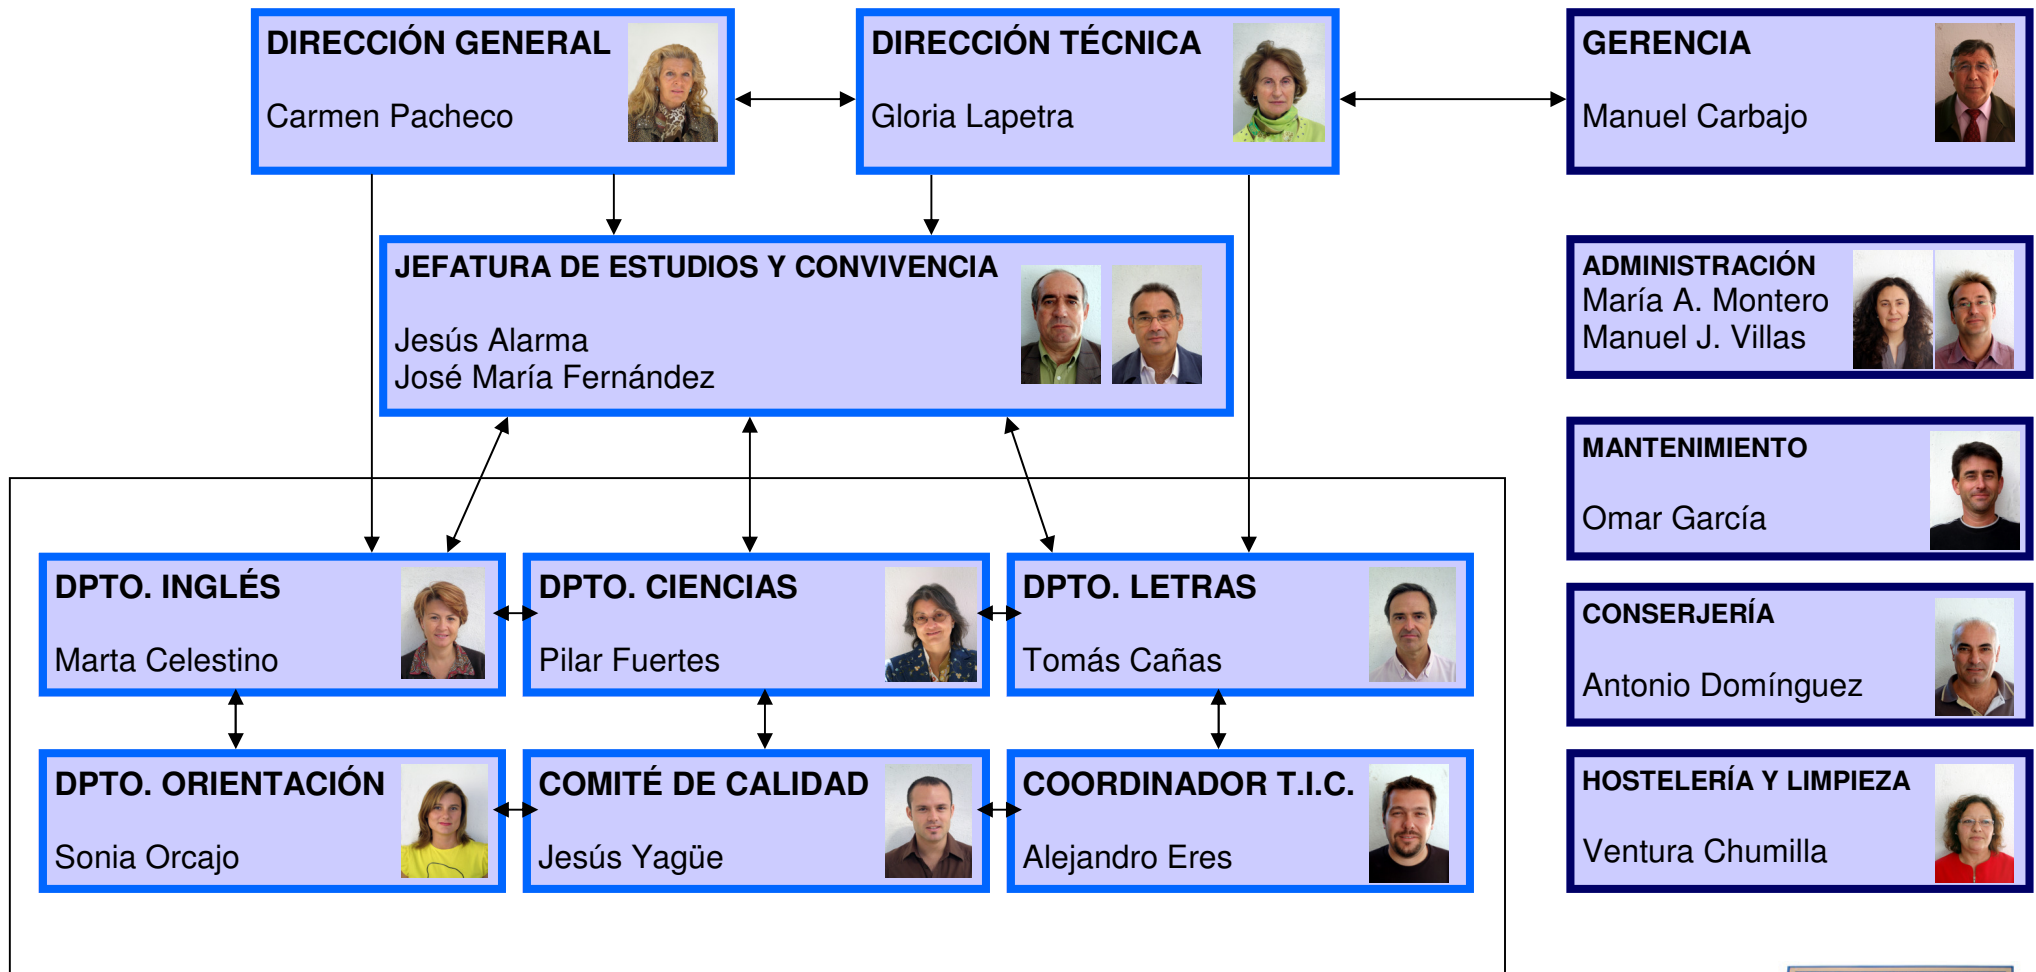 DIRECCIÓN GENERAL
Carmen Pacheco
DIRECCIÓN TÉCNICA
Gloria Lapetra
GERENCIA
Manuel Carbajo
JEFATURA DE ESTUDIOS Y CONVIVENCIA
Jesús Alarma
José María Fernández
ADMINISTRACIÓN
María A. Montero
Manuel J. Villas
MANTENIMIENTO
Omar García
DPTO. INGLÉS
Marta Celestino
DPTO. CIENCIAS
Pilar Fuertes
DPTO. LETRAS
Tomás Cañas
CONSERJERÍA
Antonio Domínguez
DPTO. ORIENTACIÓN
Sonia Orcajo
COMITÉ DE CALIDAD
Jesús Yagüe
COORDINADOR T.I.C.
Alejandro Eres
HOSTELERÍA Y LIMPIEZA
Ventura Chumilla